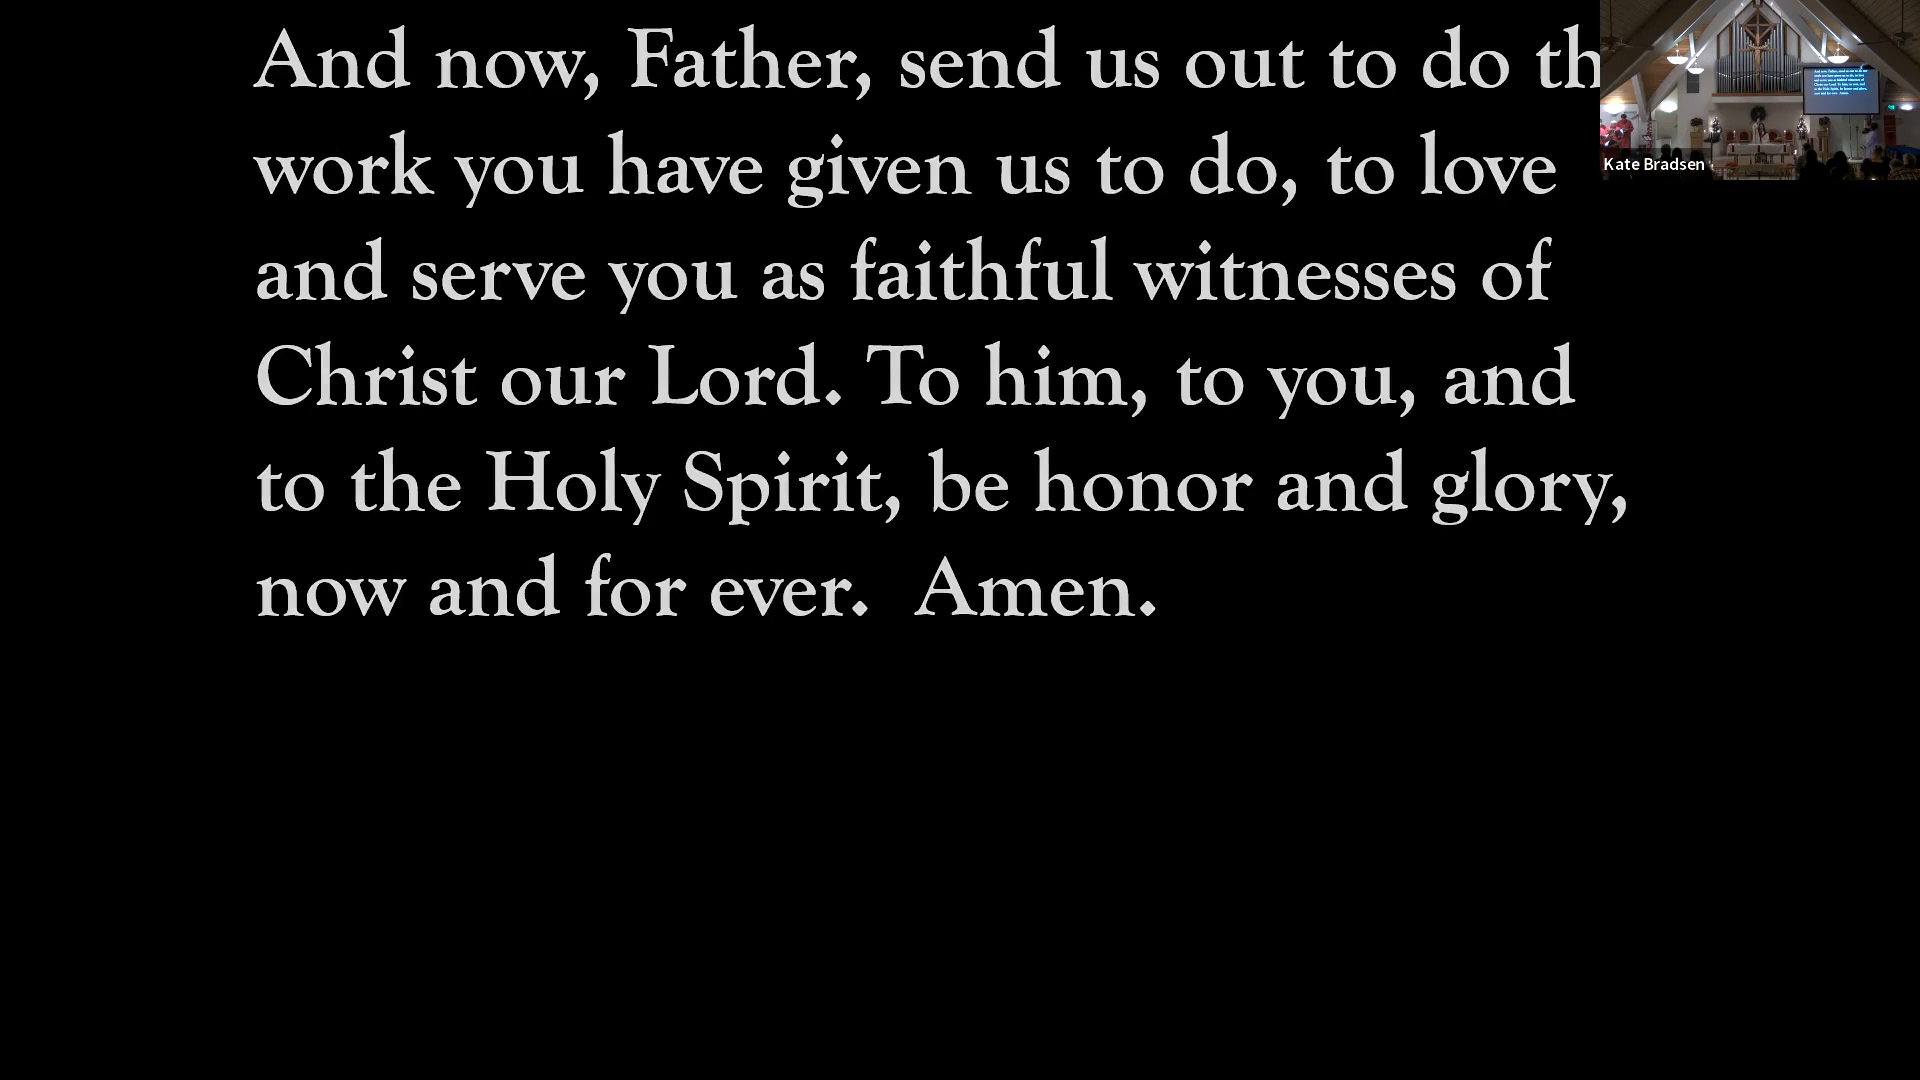 And now, Father, send us out to do th
work you have given us to do, to love
and serve you as faithful witnesses of
Christ our Lord. To him, to you, and
to the Holy Spirit, be honor and glory,
now and for ever.  Amen.
Kate Bradsen